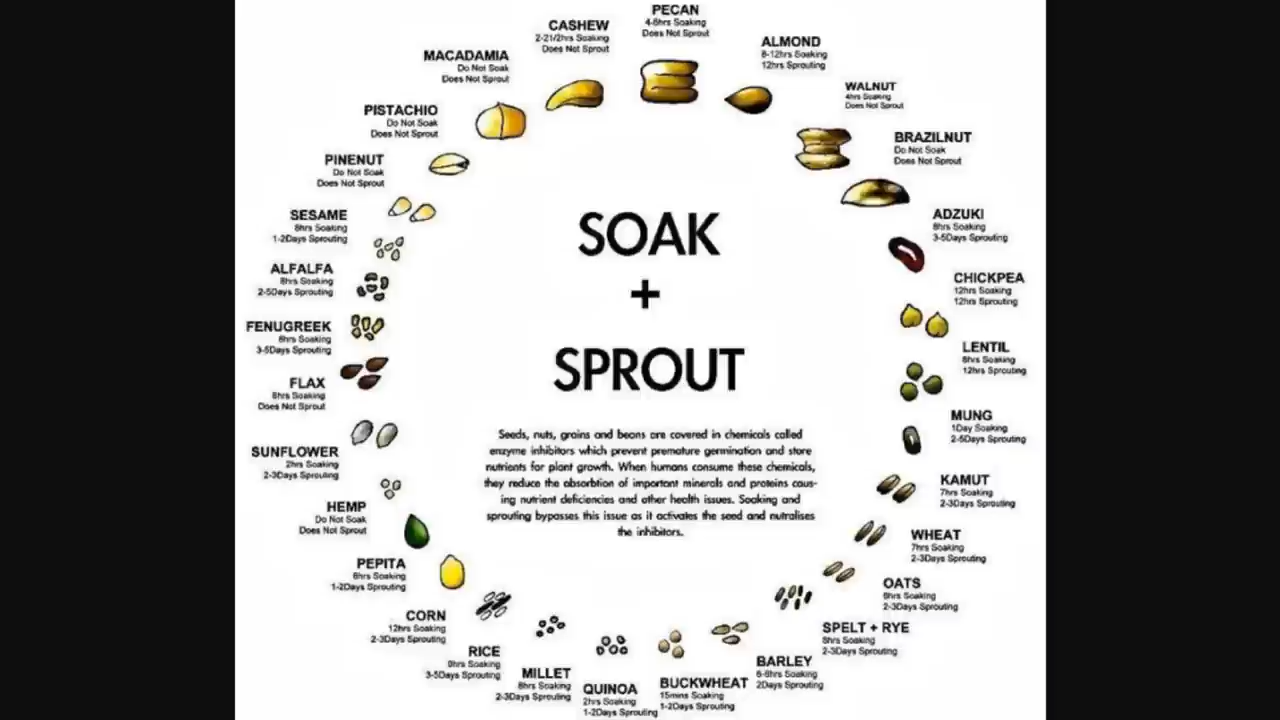 PECAN
4-6hrs Soaking
Does Not Sprout
ALMOND
8-12hrs Soaking
12hrs Sprouting
WALNUT
4hrs Soaking
Does Not Sprout
BRAZILNUT
Do Not Soak
Does Not Sprout
ADZUKI
8hrs Soaking
3-5Days Sprouting
CHICKPEA
12hrs Soaking
12hrs Sprouting
LENTIL
8hrs Soaking
12hrs Sprouting
MUNG
1Day Soaking
2-5Days Sprouting
KAMUT
7hrs Soaking
2-3Days Sprouting
WHEAT
7hrs Soaking
2-3Days Sprouting
OATS
6hrs Soaking
2-3Days Sprouting
SPELT + RYE
8hrs Soaking
2-3Days Sprouting
BARLEY
6-8hrs Soaking
2Days Sprouting
BUCKWHEAT
15mins Soaking
1-2Days Sprouting
QUINOA
2hrs Soaking
1-2Days Sprouting
MILLET
8hrs Soaking
2-3Days Sprouting
RICE
9hrs Soaking
3-5Days Sprouting
CORN
12hrs Soaking
2-3Days Sprouting
PEPITA
8hrs Soaking
1-2Days Sprouting
HEMP
Do Not Soak
Does Not Sprout
SUNFLOWER
2hrs Soaking
2-3Days Sprouting
FLAX
8hrs Soaking
Does Not Sprout
FENUGREEK
8hrs Soaking
3-5Days Sprouting
ALFALFA
8hrs Soaking
2-5Days Sprouting
SESAME
8hrs Soaking
1-2Days Sprouting
PINENUT
Do Not Soak
Does Not Sprout
PISTACHIO
Do Not Soak
Does Not Sprout
MACADAMIA
Do Not Soak
Does Not Sprout
CASHEW
2-21/2hrs Soaking
Does Not Sprout
SOAK
+
SPROUT
Seeds, nuts, grains and beans are covered in chemicals called
enzyme inhibitors which prevent premature germination and store
nutrients for plant growth. When humans consume these chemicals,
they reduce the absorbtion of important minerals and proteins caus-
ing nutrient deficiencies and other health issues. Soaking and
sprouting bypasses this issue as it activates the seed and nutralises
the inhibitors.